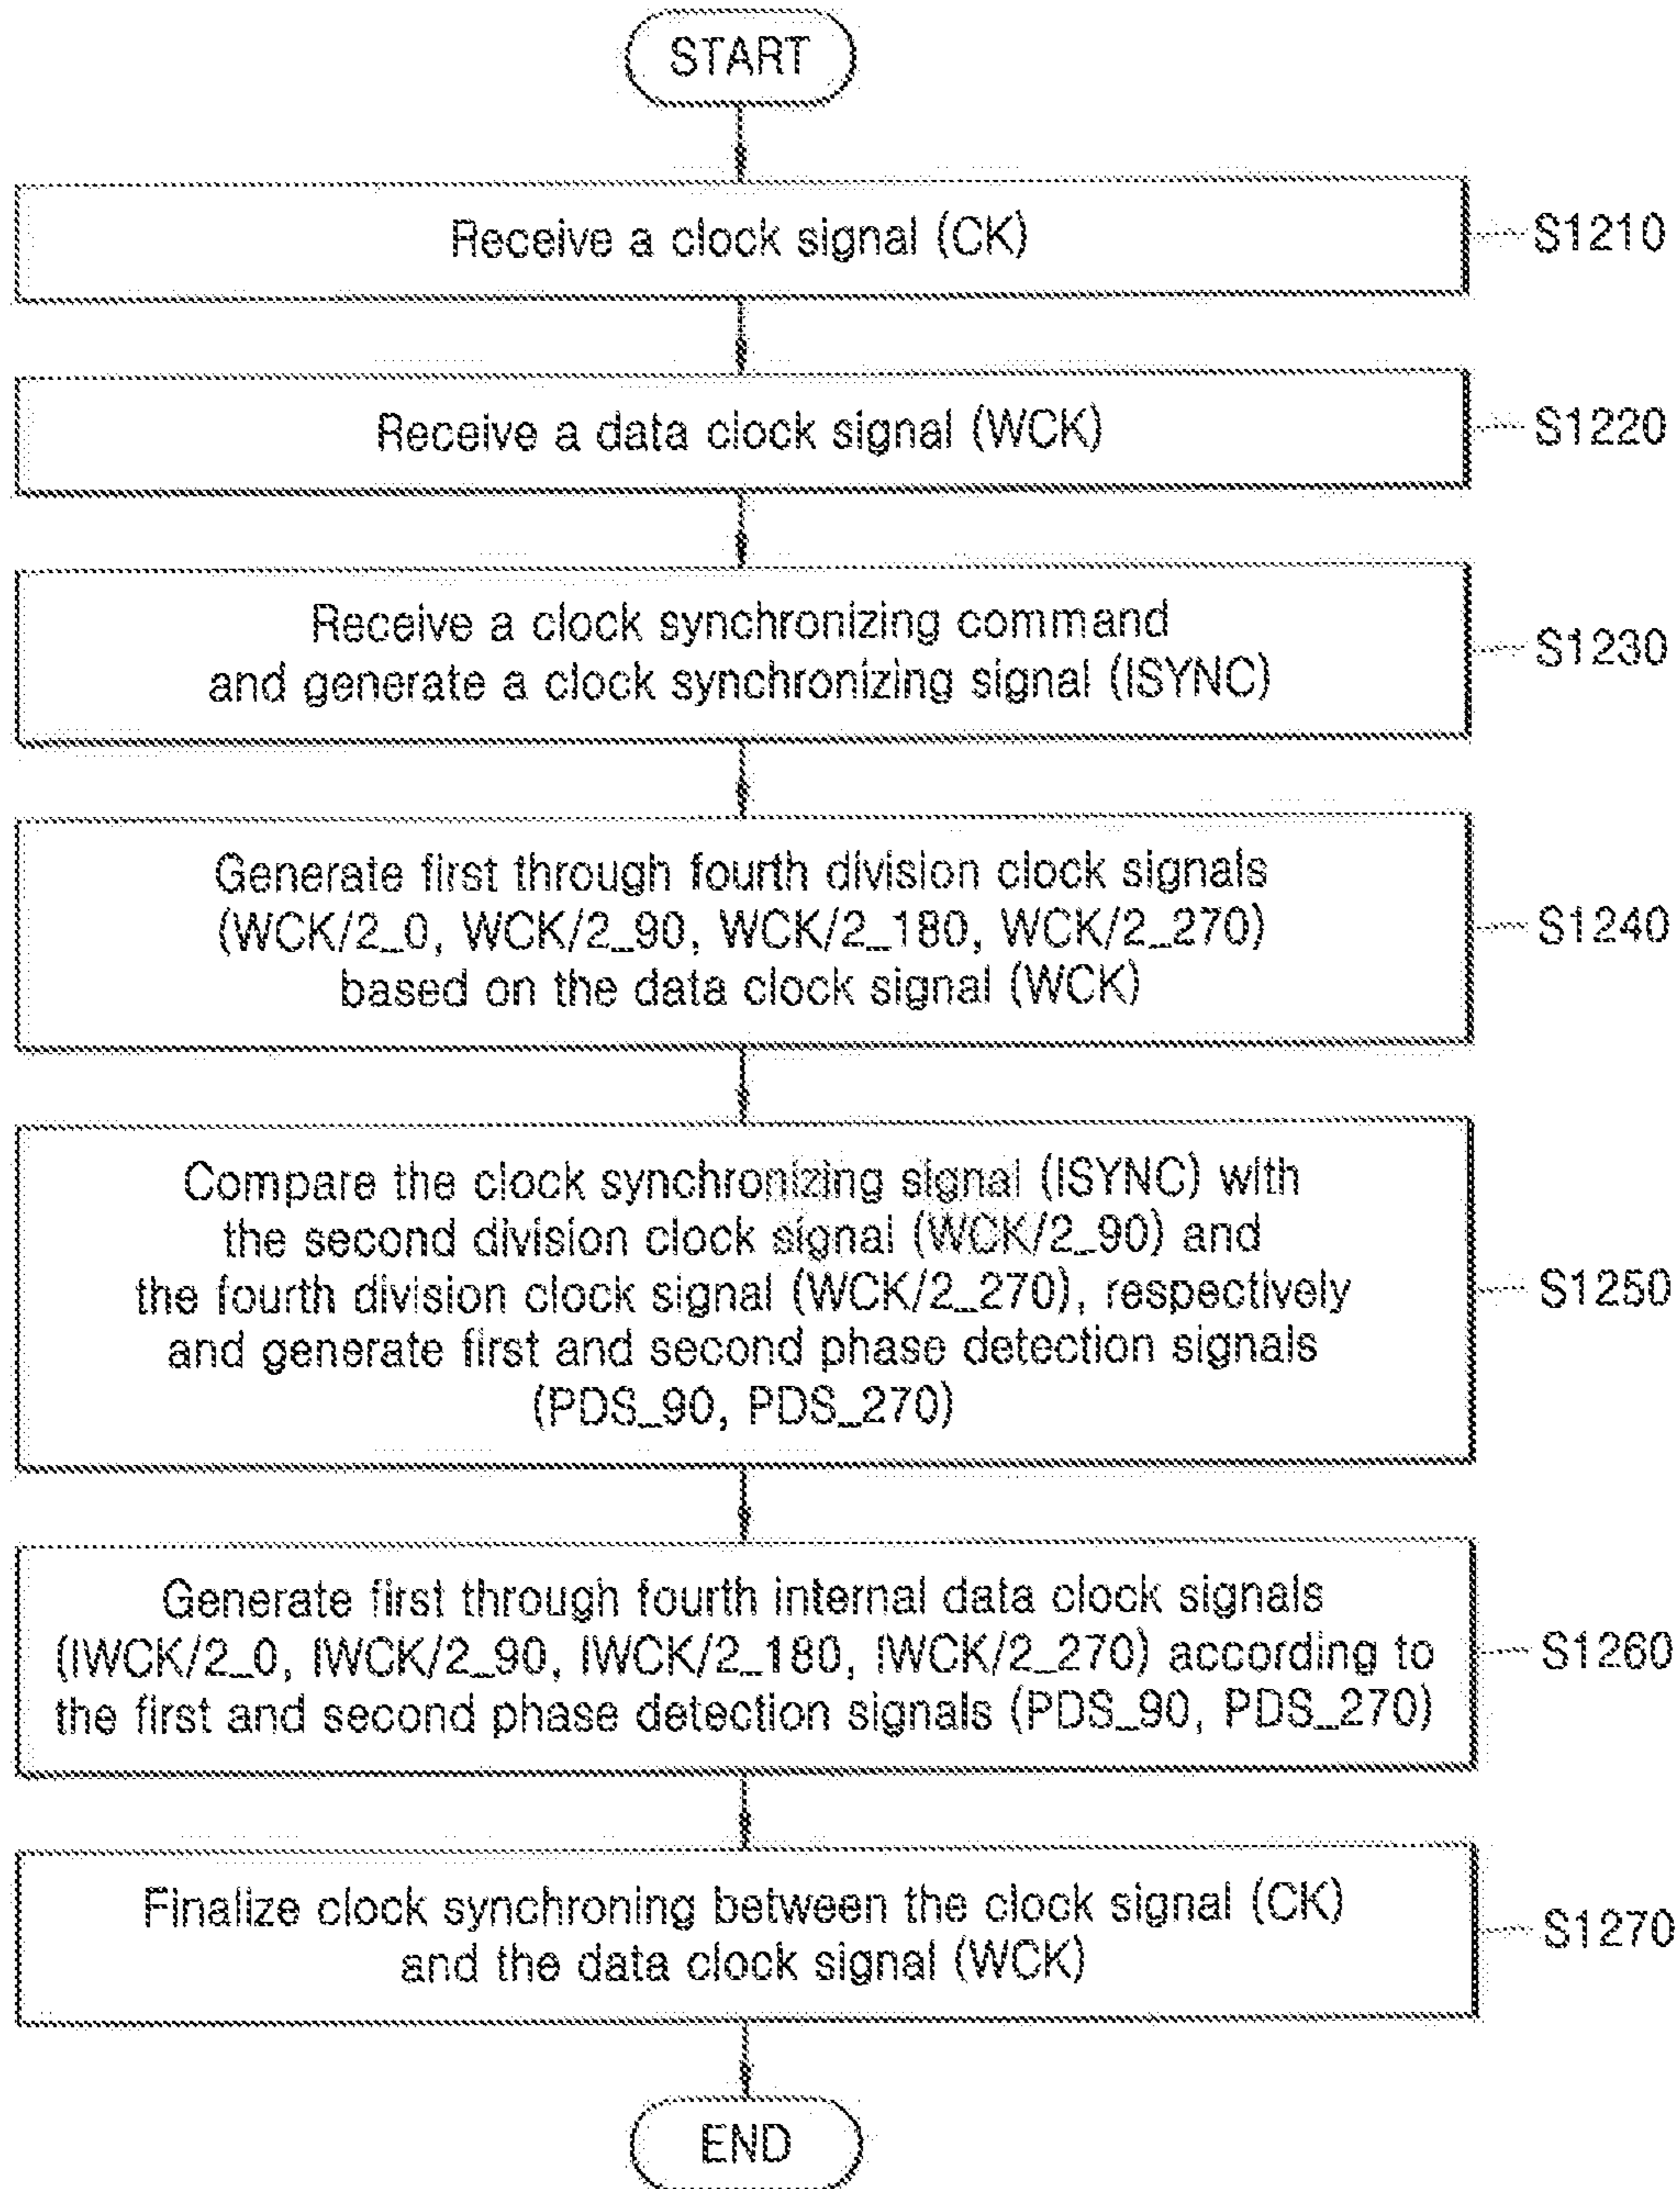 START
Receive a clock signal (CK)
S1210
Receive a data clock signal (WCK)
S1220
Receive a clock synchronizing command
and generate a clock synchronizing signal (ISYNC)
S1230
Generate first through fourth division clock signals
(WCK/2_0, WCK/2_90, WCK/2_180, WCK/2_270)
based on the data clock signal (WCK)
S1240
Compare the clock synchronizing signal (ISYNC) with
the second division clock signal (WCK/2_90) and
the fourth division clock signal (WCK/2_270), respectively
and generate first and second phase detection signals
(PDS_90, PDS_270)
S1250
Generate first through fourth internal data clock signals
(IWCK/2_0, IWCK/2_90, IWCK/2_180, IWCK/2_270) according to
the first and second phase detection signals (PDS_90, PDS_270)
S1260
Finalize clock synchroning between the clock signal (CK)
and the data clock signal (WCK)
S1270
END